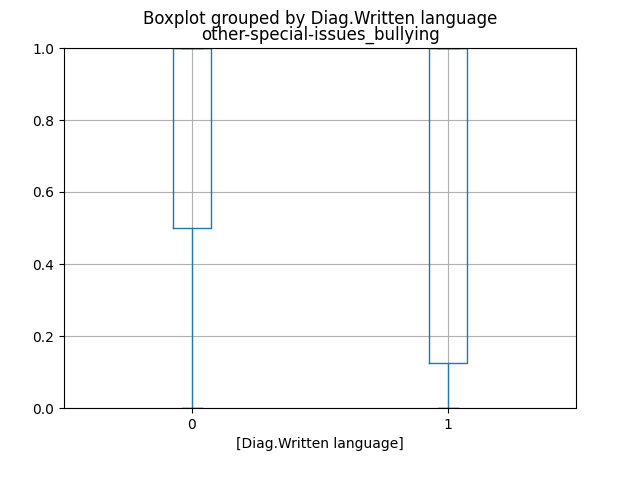 Boxplot grouped by Diag.Written language
other-special-issues_bullying
1.0
0.8
0.6
0.4
0.2
0.0
0 1
[Diag.Written language]